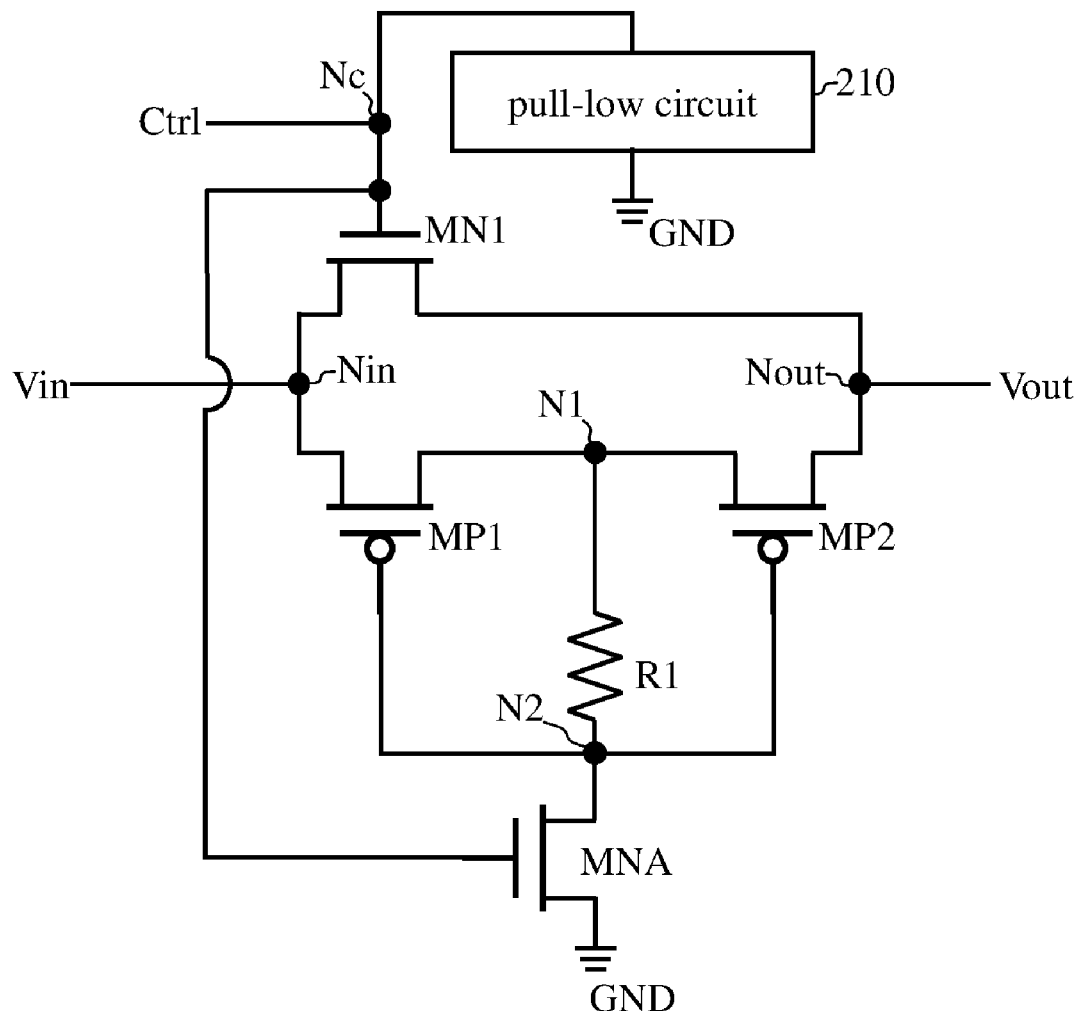 Nc
210
pull-low circuit
Ctrl
MN1
GND
Vin
Nin
Nout
Vout
N1
MP1
MP2
R1
N2
MNA
GND